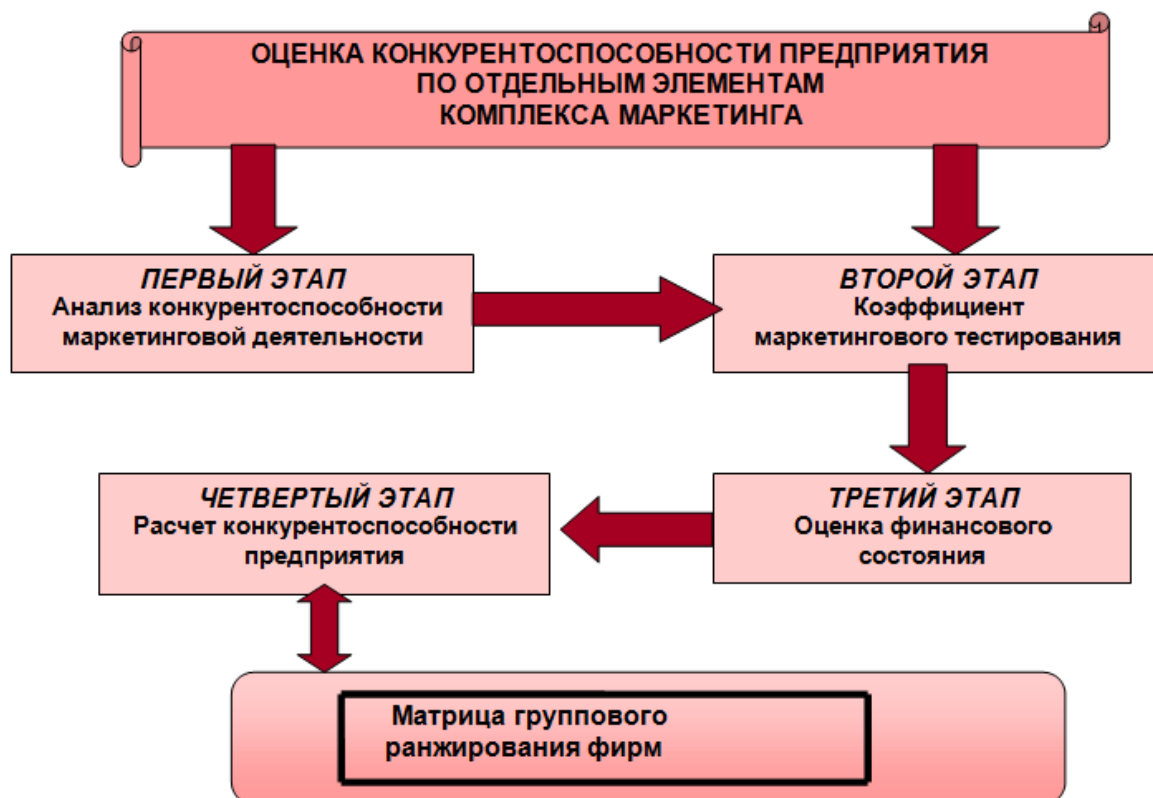 ОЦЕНКА КОНКУРЕНТОСПОСОБНОСТИ ПРЕДПРИЯТИЯ
ПО ОТДЕЛЬНЫМ ЭЛЕМЕНТАМ
КОМПЛЕКСА МАРКЕТИНГА
ПЕРВЫЙ ЭТАП
Анализ конкурентоспособности
маркетинговой деятельности
ВТОРОЙ ЭТАП
Коэффициент
маркетингового тестирования
ТРЕТИЙ ЭТАП
Оценка финансового
состояния
ЧЕТВЕРТЫЙ ЭТАП
Расчет конкурентоспособности
предприятия
Матрица группового
ранжирования фирм